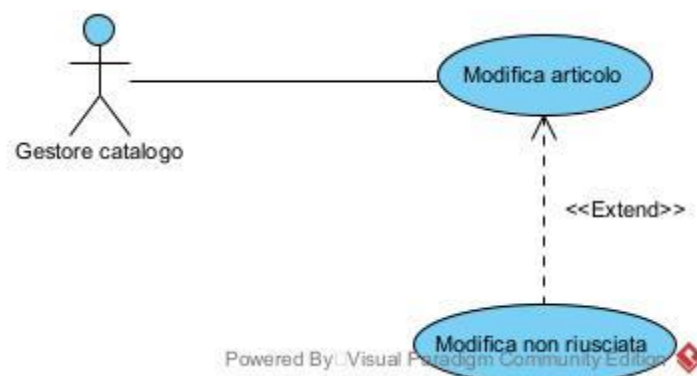 Modifica articolo
Gestore catalogo
<<Extend>>
Modifica non riusciata
Powered By Visual Paradigm Community Edition